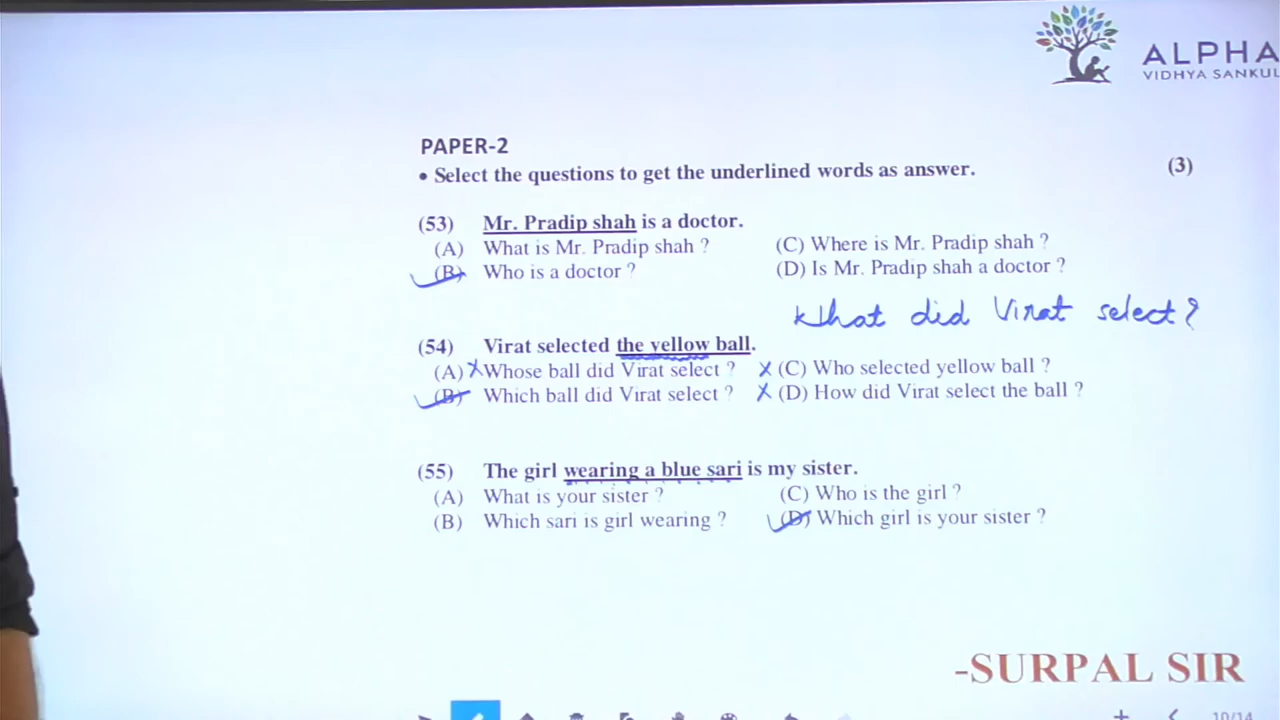 ALPHA
VIDHYA SANKUL
PAPER-2
• Select the questions to get the underlined words as answer. (3)
(53) Mr. Pradip shah is a doctor.
(A) What is Mr. Pradip shah ? (C) Where is Mr. Pradip shah ?
(B) Who is a doctor ? (D) Is Mr. Pradip shah a doctor ?
What did Virat select?
(54) Virat selected the yellow ball.
(A) Whose ball did Virat select ? (C) Who selected yellow ball ?
(B) Which ball did Virat select ? (D) How did Virat select the ball ?
(55) The girl wearing a blue sari is my sister.
(A) What is your sister ? (C) Who is the girl ?
(B) Which sari is girl wearing ? (D) Which girl is your sister ?
-SURPAL SIR